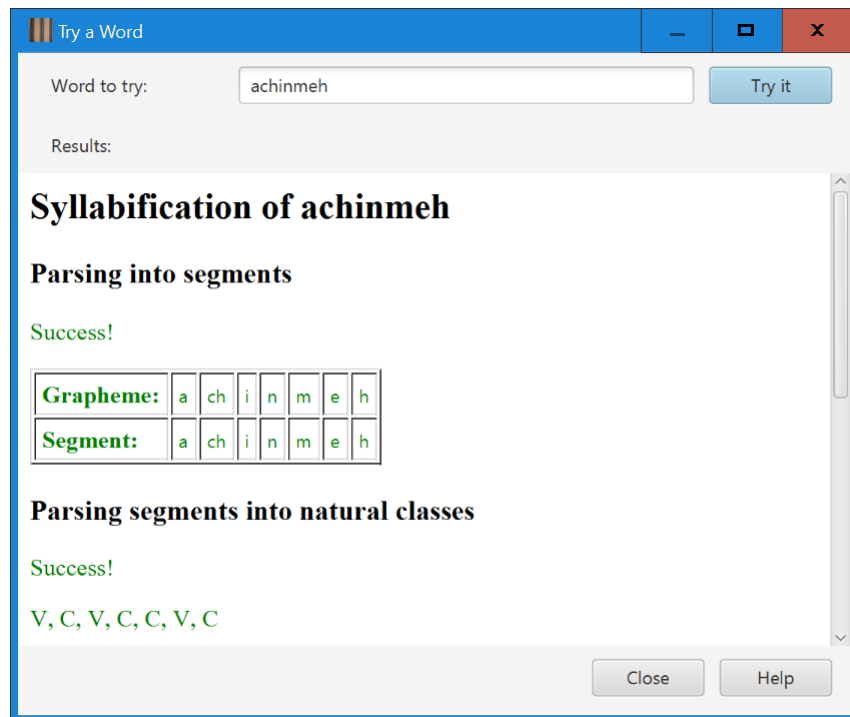 Try a Word
Word to try: achinmeh Try it
Results:
Syllabification of achinmeh
Parsing into segments
Success!
Grapheme: a ch i n m e h
Segment: a ch i n m e h
Parsing segments into natural classes
Success!
V, C, V, C, C, V, C
Close Help